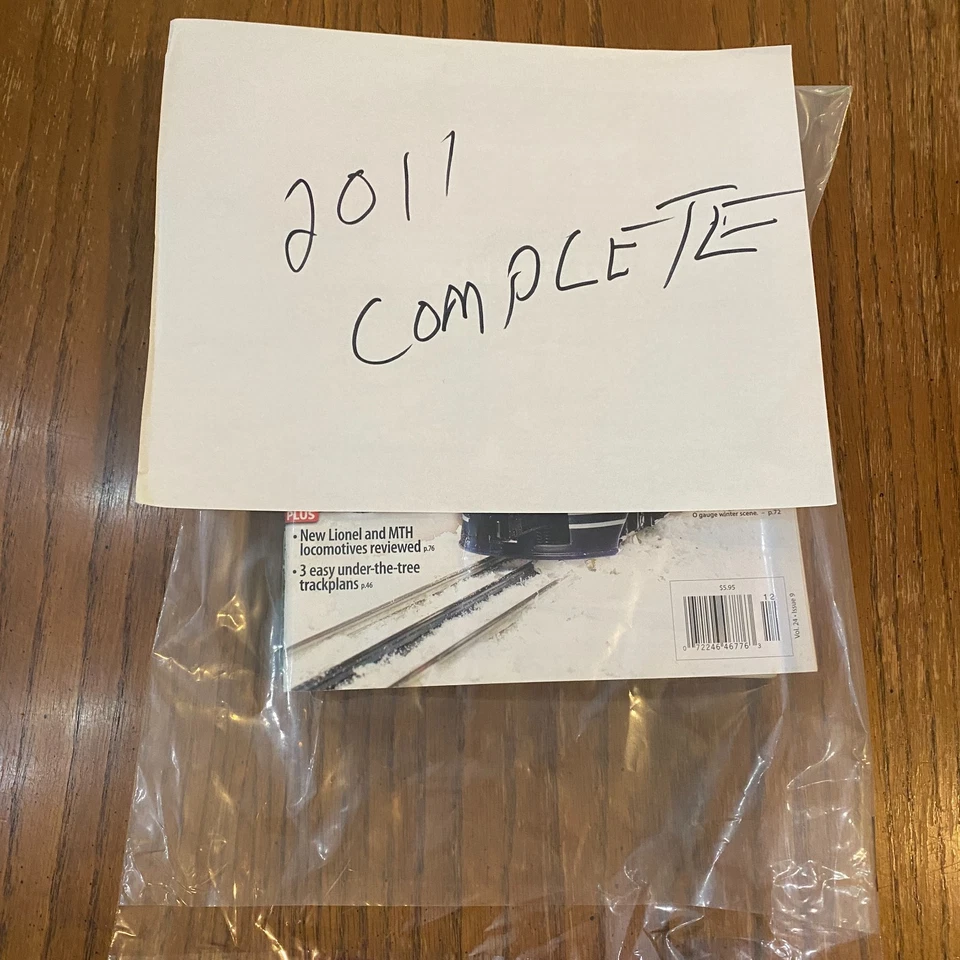 2011
COMPLETE
PLUS
• New Lionel and MTH
locomotives reviewed p.76
• 3 easy under-the-tree
trackplans p.46
O gauge winter scene. – p.72
$5.95
12
0 72246 46776 3
Vol. 24 • Issue 9